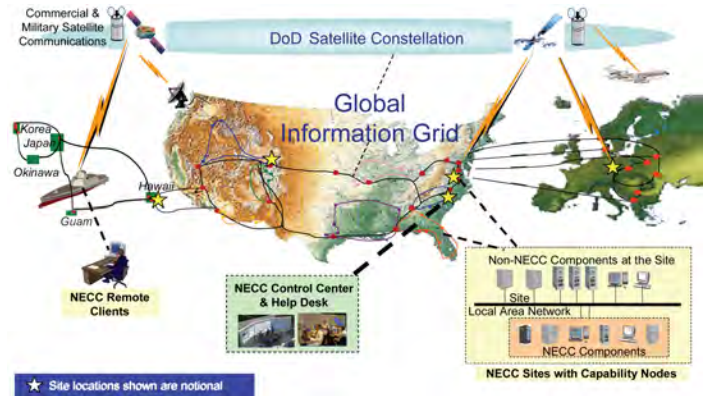 Commercial &
Military Satellite
Communications
DoD Satellite Constellation
Global
Information Grid
Korea
Japan
Okinawa
Hawaii
Guam
NECC Remote
Clients
NECC Control Center
& Help Desk
Non-NECC Components at the Site
Site
Local Area Network
NECC Components
NECC Sites with Capability Nodes
Site locations shown are notional